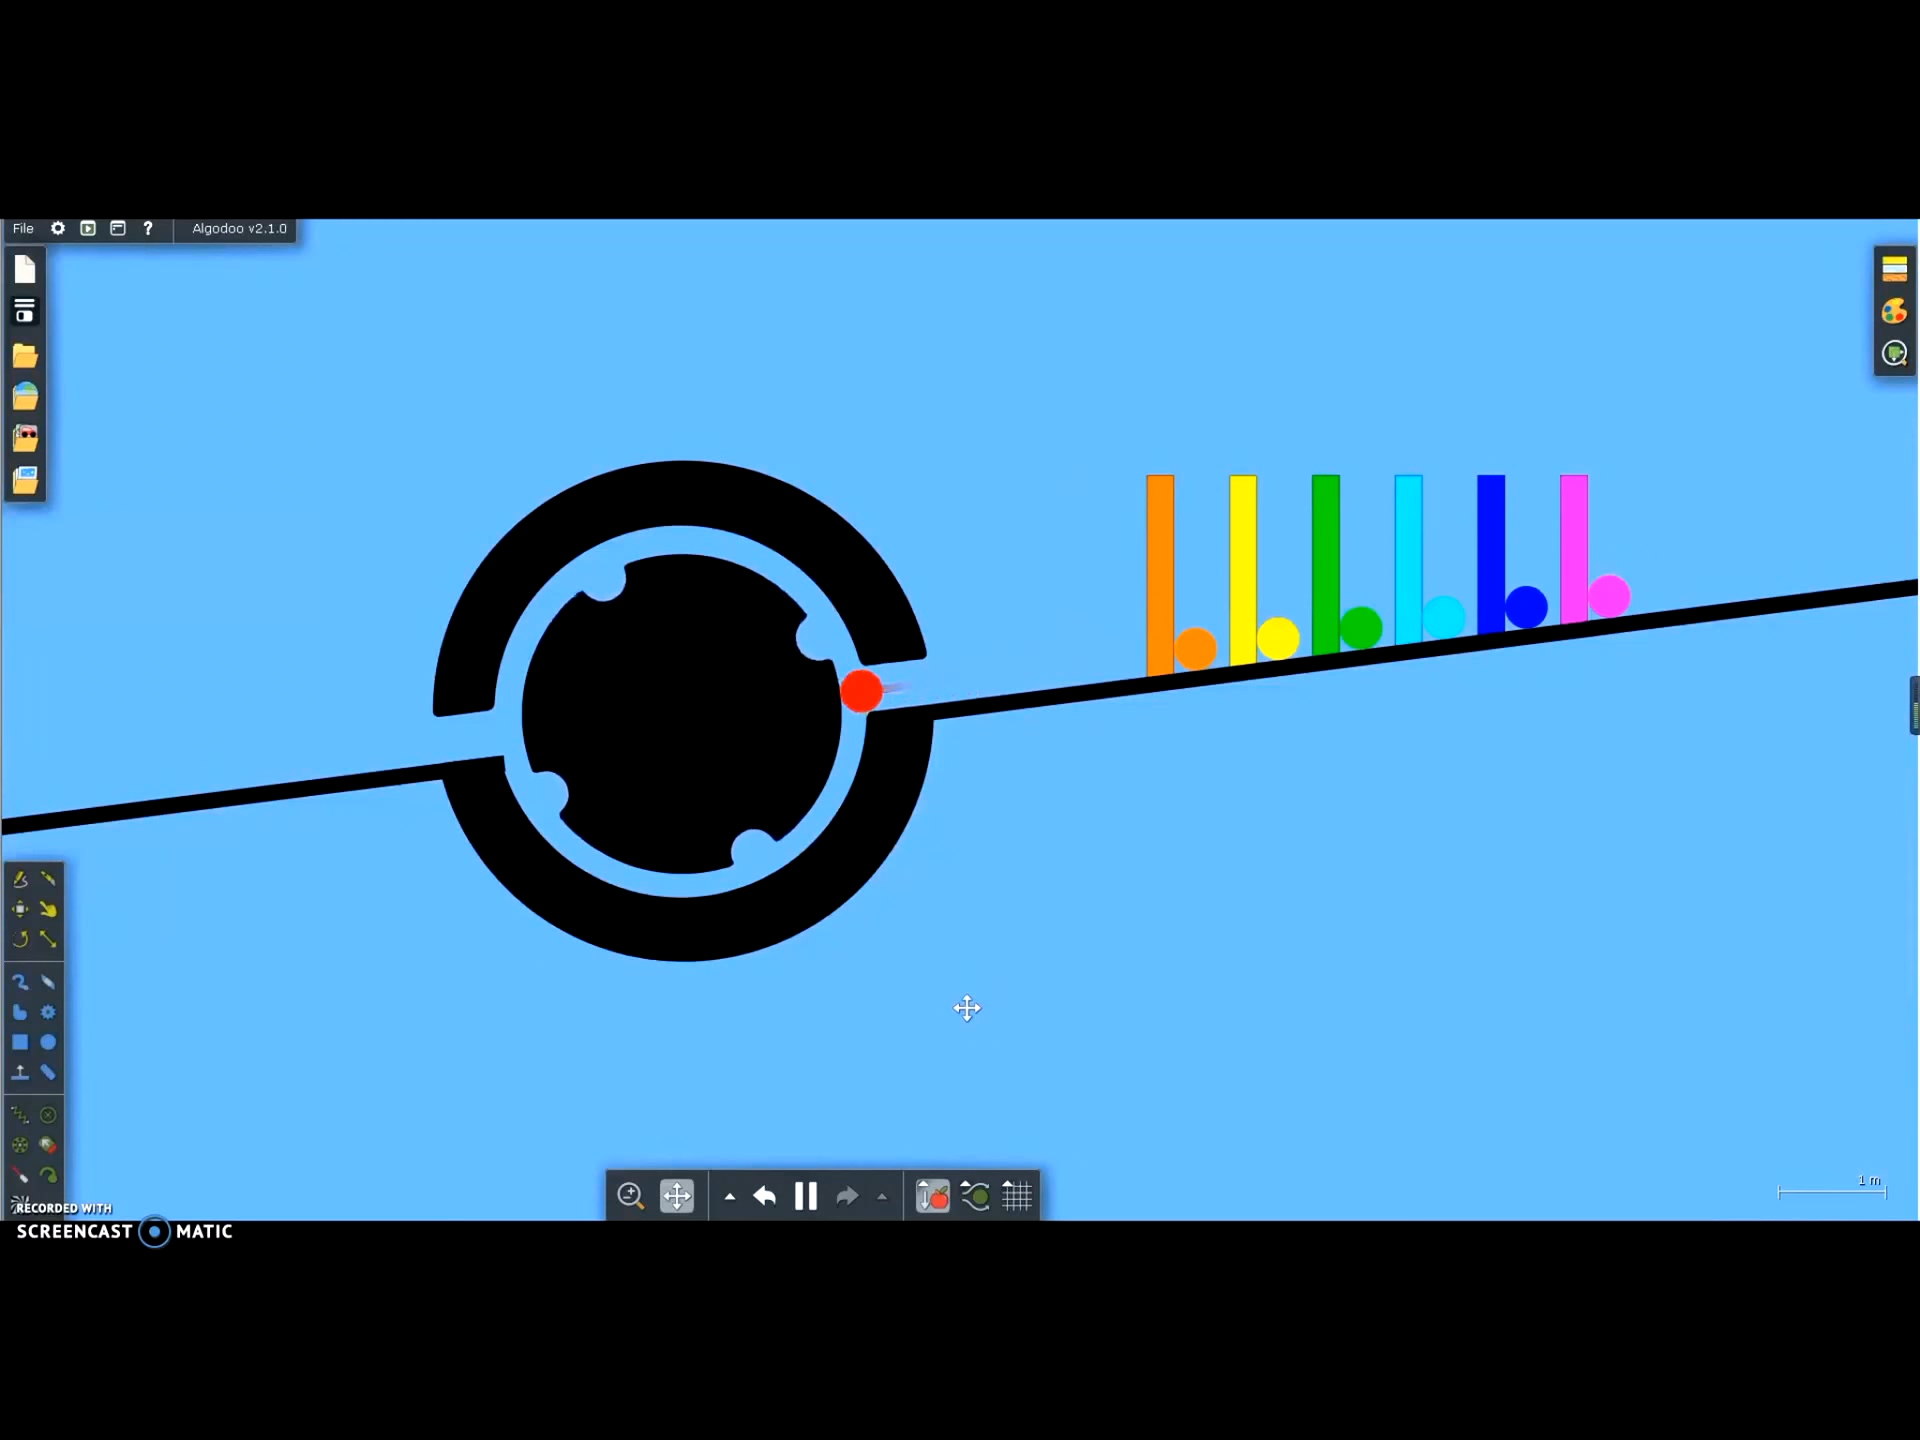 File
Algodoo v2.1.0
1 m
RECORDED WITH
SCREENCAST MATIC